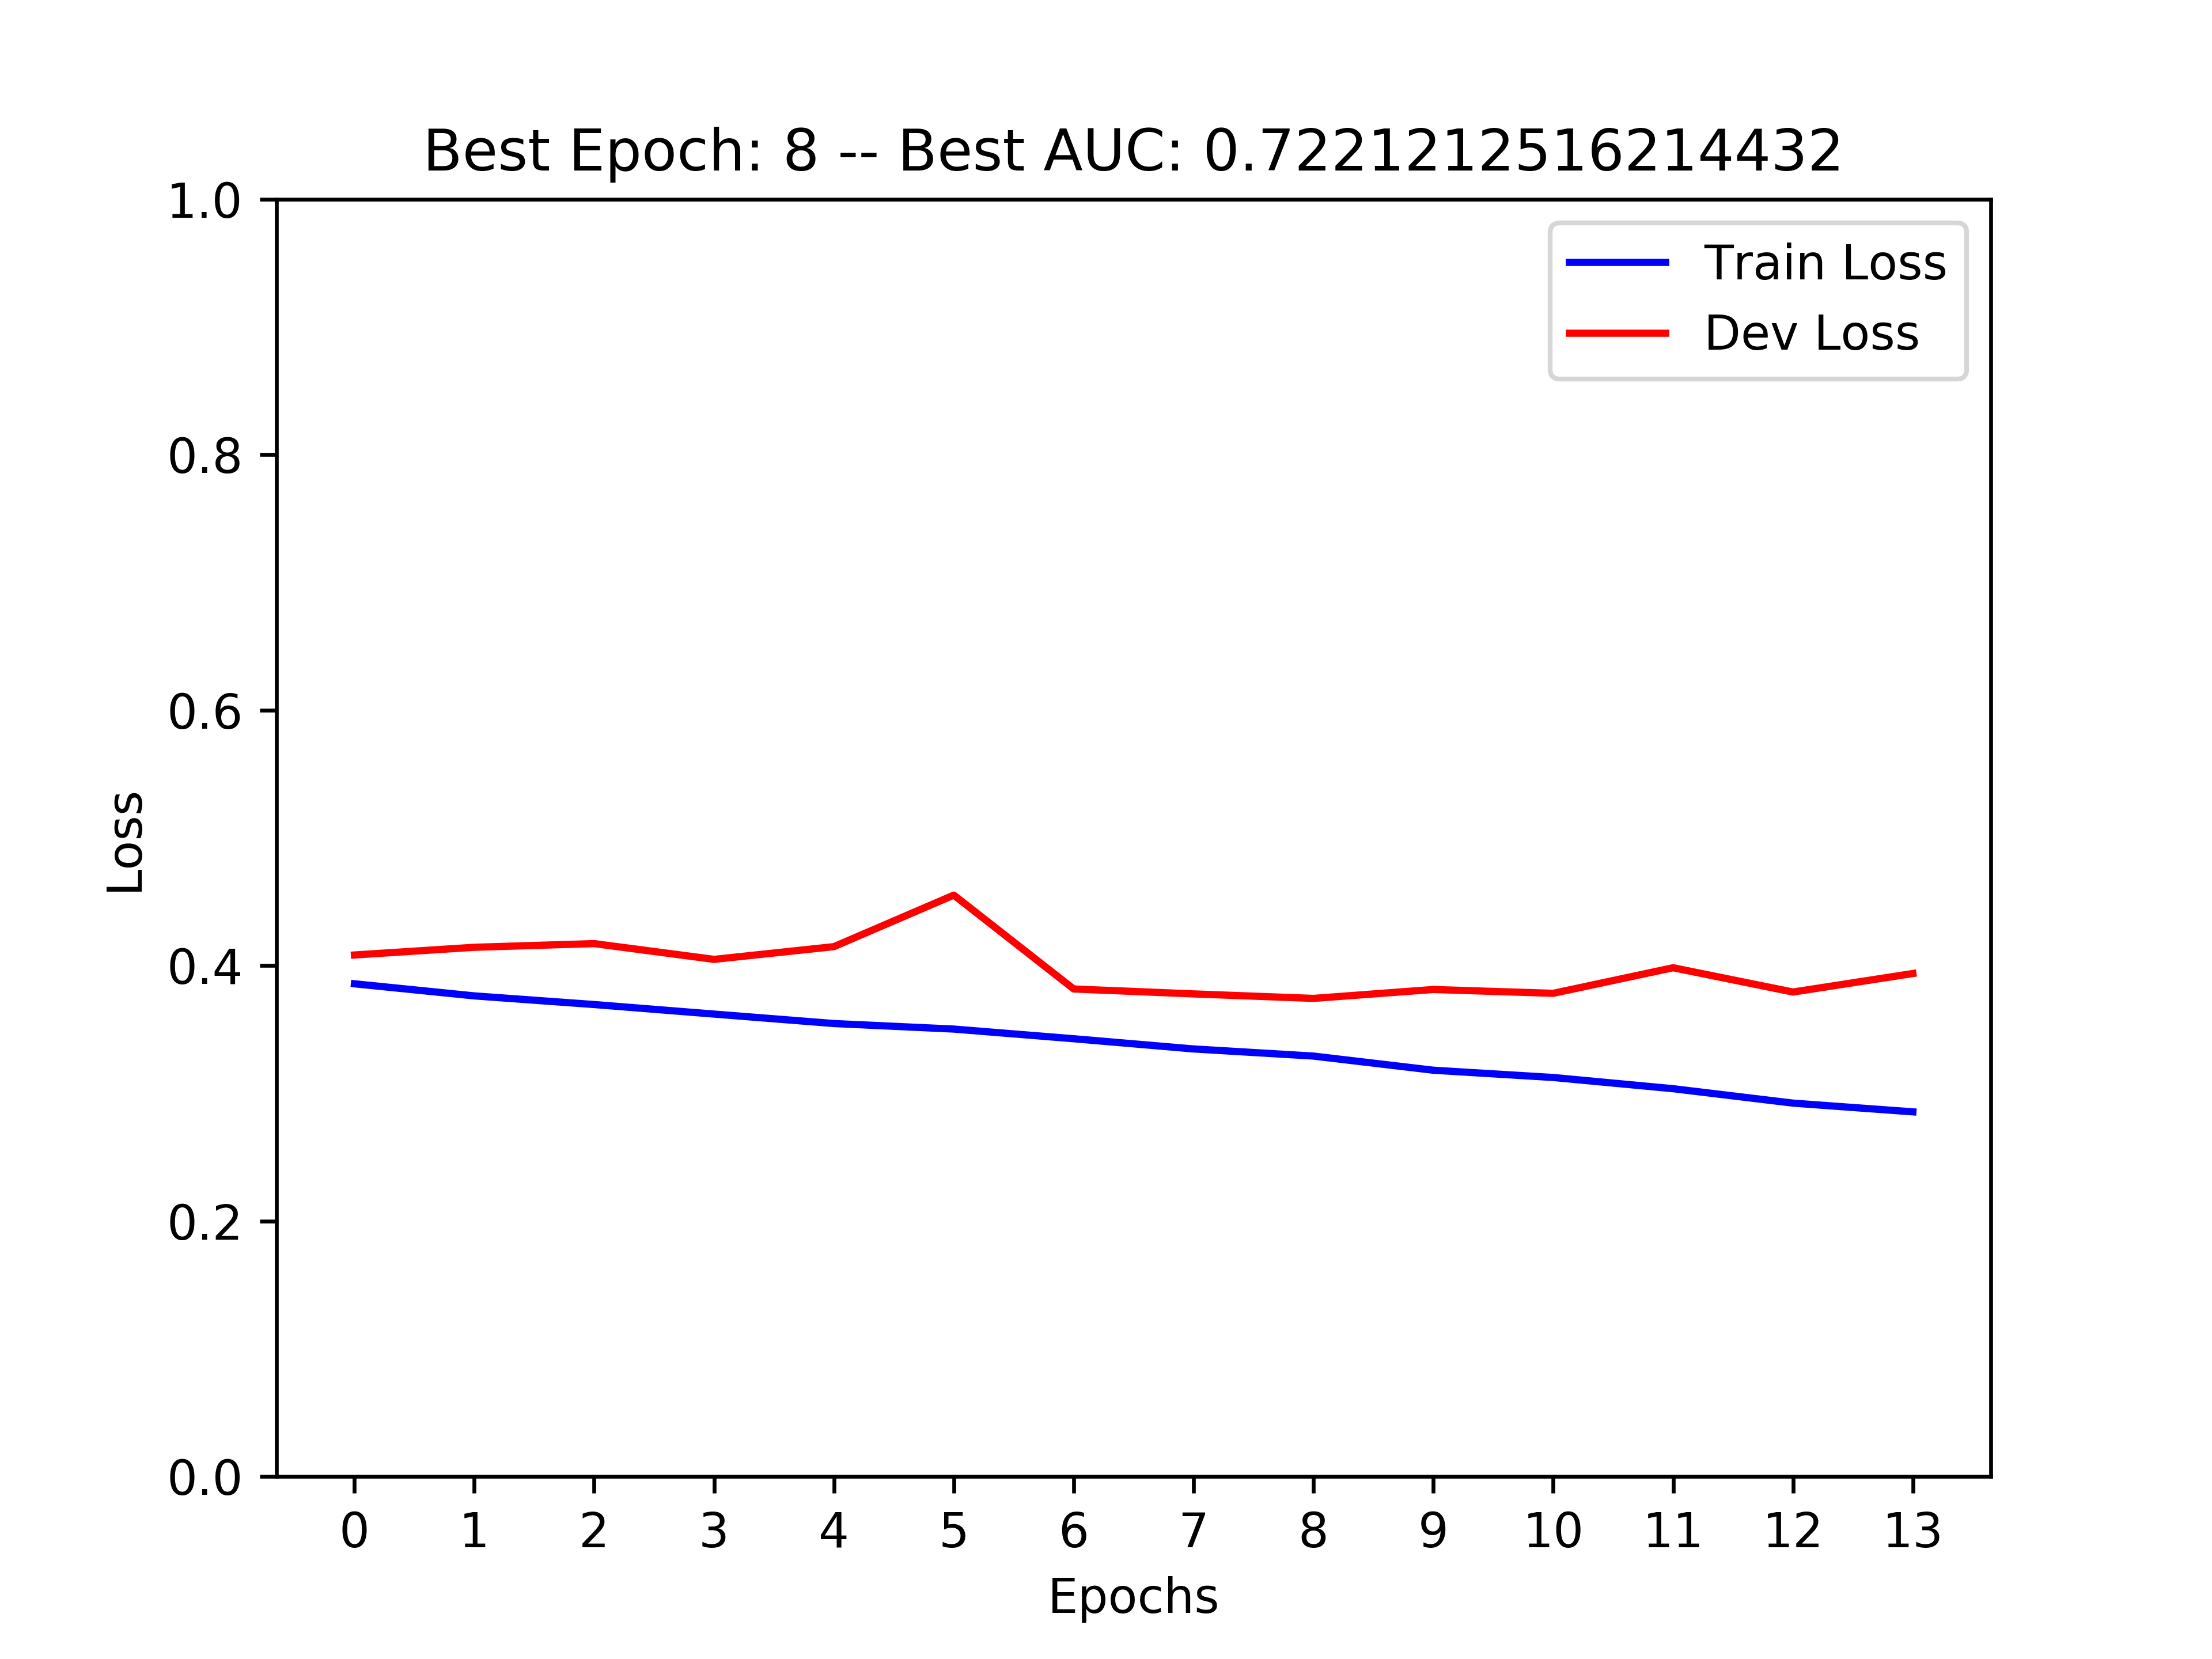 Best Epoch: 8 -- Best AUC: 0.7221212516214432
1.0
0.8
0.6
0.4
0.2
0.0
Loss
Train Loss
Dev Loss
0 1 2 3 4 5 6 7 8 9 10 11 12 13
Epochs